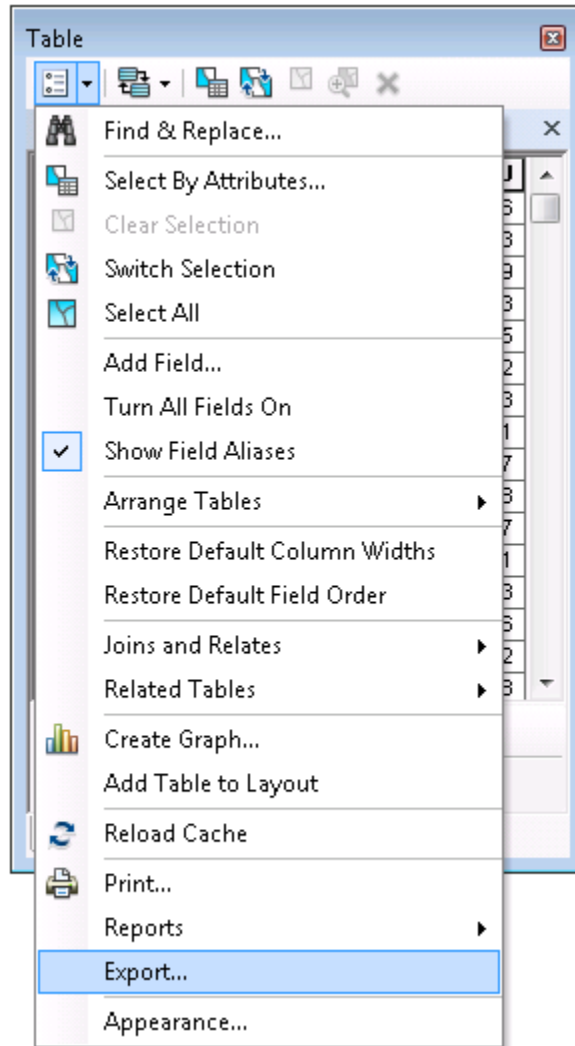 Table
Find & Replace...
Select By Attributes...
Clear Selection
Switch Selection
Select All
Add Field...
Turn All Fields On
Show Field Aliases
Arrange Tables
Restore Default Column Widths
Restore Default Field Order
Joins and Relates
Related Tables
Create Graph...
Add Table to Layout
Reload Cache
Print...
Reports
Export...
Appearance...